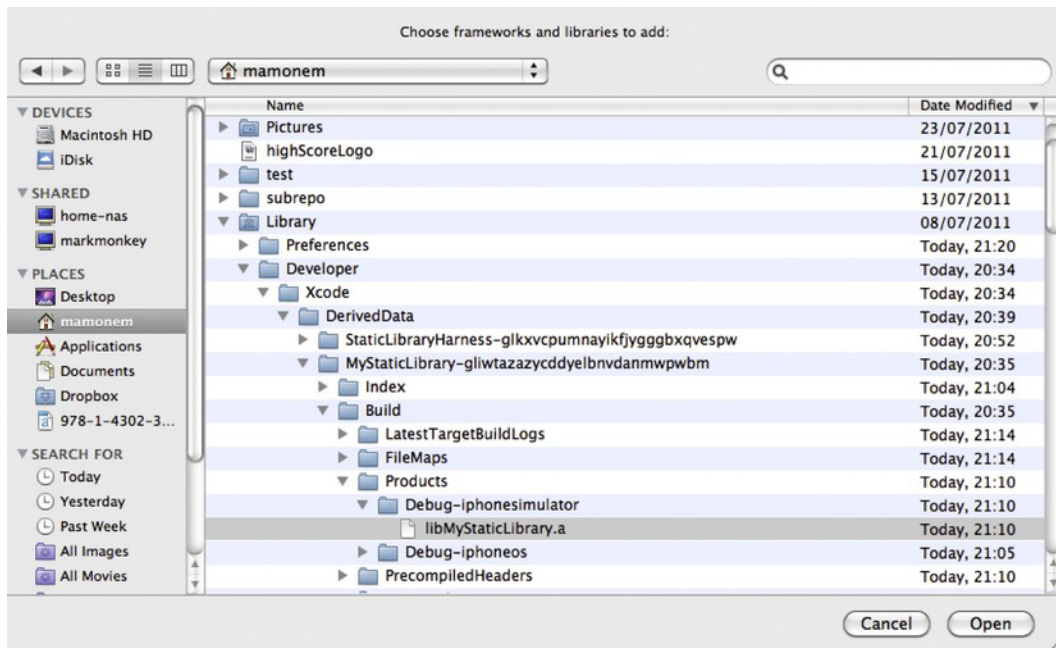 Choose frameworks and libraries to add:
mamonem
DEVICES
Macintosh HD
iDisk
SHARED
home-nas
markmonkey
PLACES
Desktop
mamonem
Applications
Documents
Dropbox
978-1-4302-3...
SEARCH FOR
Today
Yesterday
Past Week
All Images
All Movies
Name Date Modified
Pictures 23/07/2011
highScoreLogo 21/07/2011
test 15/07/2011
subrepo 13/07/2011
Library 08/07/2011
Preferences Today, 21:20
Developer Today, 20:34
Xcode Today, 20:34
DerivedData Today, 20:39
StaticLibraryHarness-glkxvcpumnayikfjygggbxqvespw Today, 20:52
MyStaticLibrary-gliwtazazycddyelbnvdanmwpwbm Today, 20:35
Index Today, 21:04
Build Today, 20:35
LatestTargetBuildLogs Today, 21:14
FileMaps Today, 21:14
Products Today, 21:10
Debug-iphonesimulator Today, 21:10
libMyStaticLibrary.a Today, 21:10
Debug-iphoneos Today, 21:05
PrecompiledHeaders Today, 21:10
Cancel Open